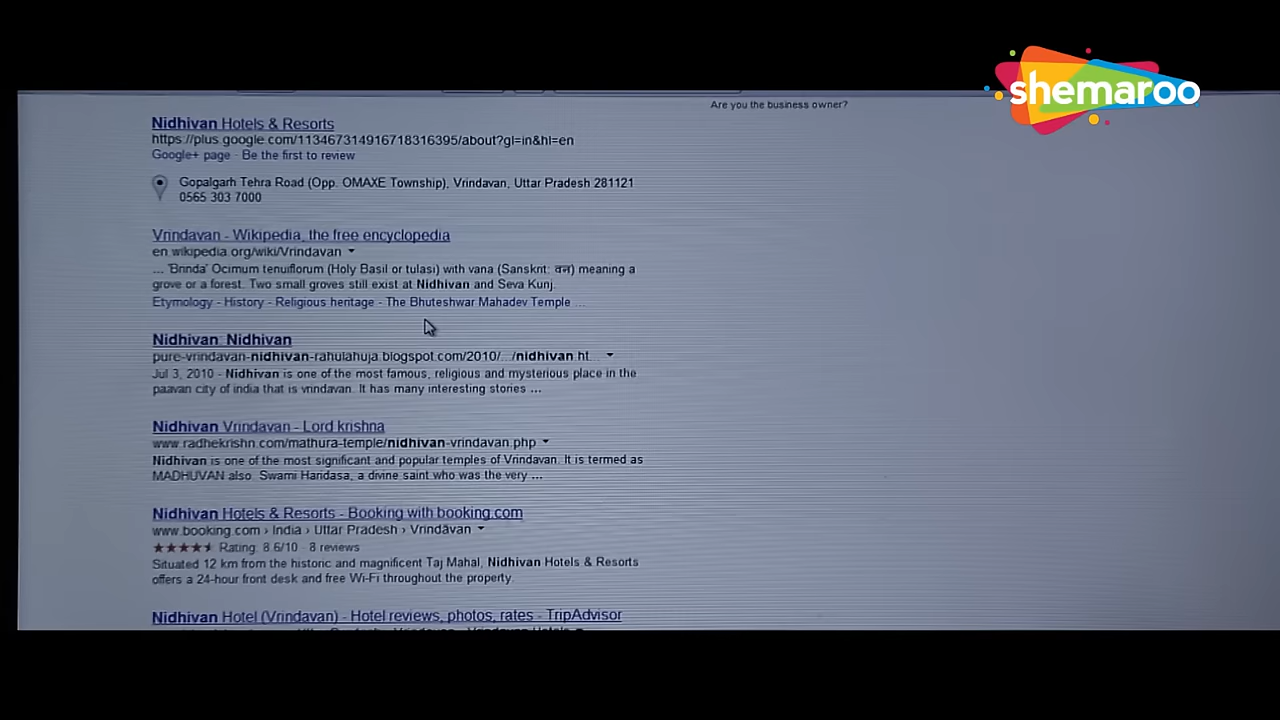 shemaroo
Are you the business owner?
Nidhivan Hotels & Resorts
https://plus.google.com/113467314916718316395/about?gl=in&hl=en
Google+ page · Be the first to review
Gopalgarh Tehra Road (Opp. OMAXE Township), Vrindavan, Uttar Pradesh 281121
0565 303 7000
Vrindavan - Wikipedia, the free encyclopedia
en.wikipedia.org/wiki/Vrindavan
... 'Brinda' Ocimum tenuiflorum (Holy Basil or tulasi) with vana (Sanskrit: वन) meaning a
grove or a forest. Two small groves still exist at Nidhivan and Seva Kunj.
Etymology - History - Religious heritage - The Bhuteshwar Mahadev Temple ...
Nidhivan: Nidhivan
pure-vrindavan-nidhivan-rahulahuja.blogspot.com/2010/.../nidhivan.ht...
Jul 3, 2010 - Nidhivan is one of the most famous, religious and mysterious place in the
paavan city of india that is vrindavan. It has many interesting stories ...
Nidhivan Vrindavan - Lord krishna
www.radhekrishn.com/mathura-temple/nidhivan-vrindavan.php
Nidhivan is one of the most significant and popular temples of Vrindavan. It is termed as
MADHUVAN also. Swami Haridasa, a divine saint who was the very ...
Nidhivan Hotels & Resorts - Booking with booking.com
www.booking.com › India › Uttar Pradesh › Vrindāvan
Rating: 8.6/10 · 8 reviews
Situated 12 km from the historic and magnificent Taj Mahal, Nidhivan Hotels & Resorts
offers a 24-hour front desk and free Wi-Fi throughout the property.
Nidhivan Hotel (Vrindavan) - Hotel reviews, photos, rates - TripAdvisor